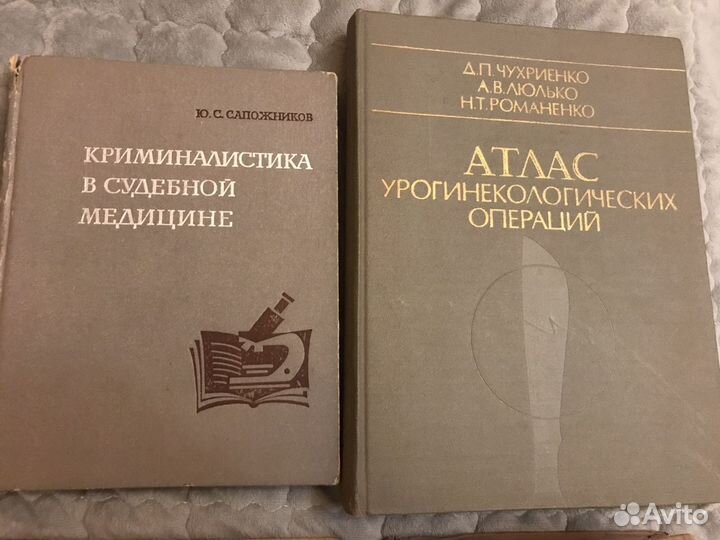 Ю. С. САПОЖНИКОВ
КРИМИНАЛИСТИКА
В СУДЕБНОЙ
МЕДИЦИНЕ
Д.П. ЧУХРИЕНКО
А.В. ЛЮЛЬКО
Н.Т. РОМАНЕНКО
АТЛАС
УРОГИНЕКОЛОГИЧЕСКИХ
ОПЕРАЦИЙ
Avito